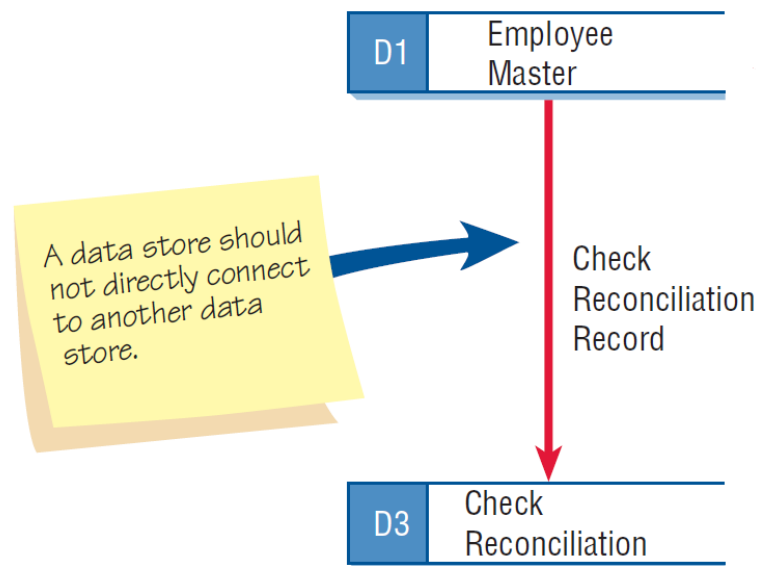 D1
Employee
Master
A data store should
not directly connect
to another data
store.
Check
Reconciliation
Record
D3
Check
Reconciliation